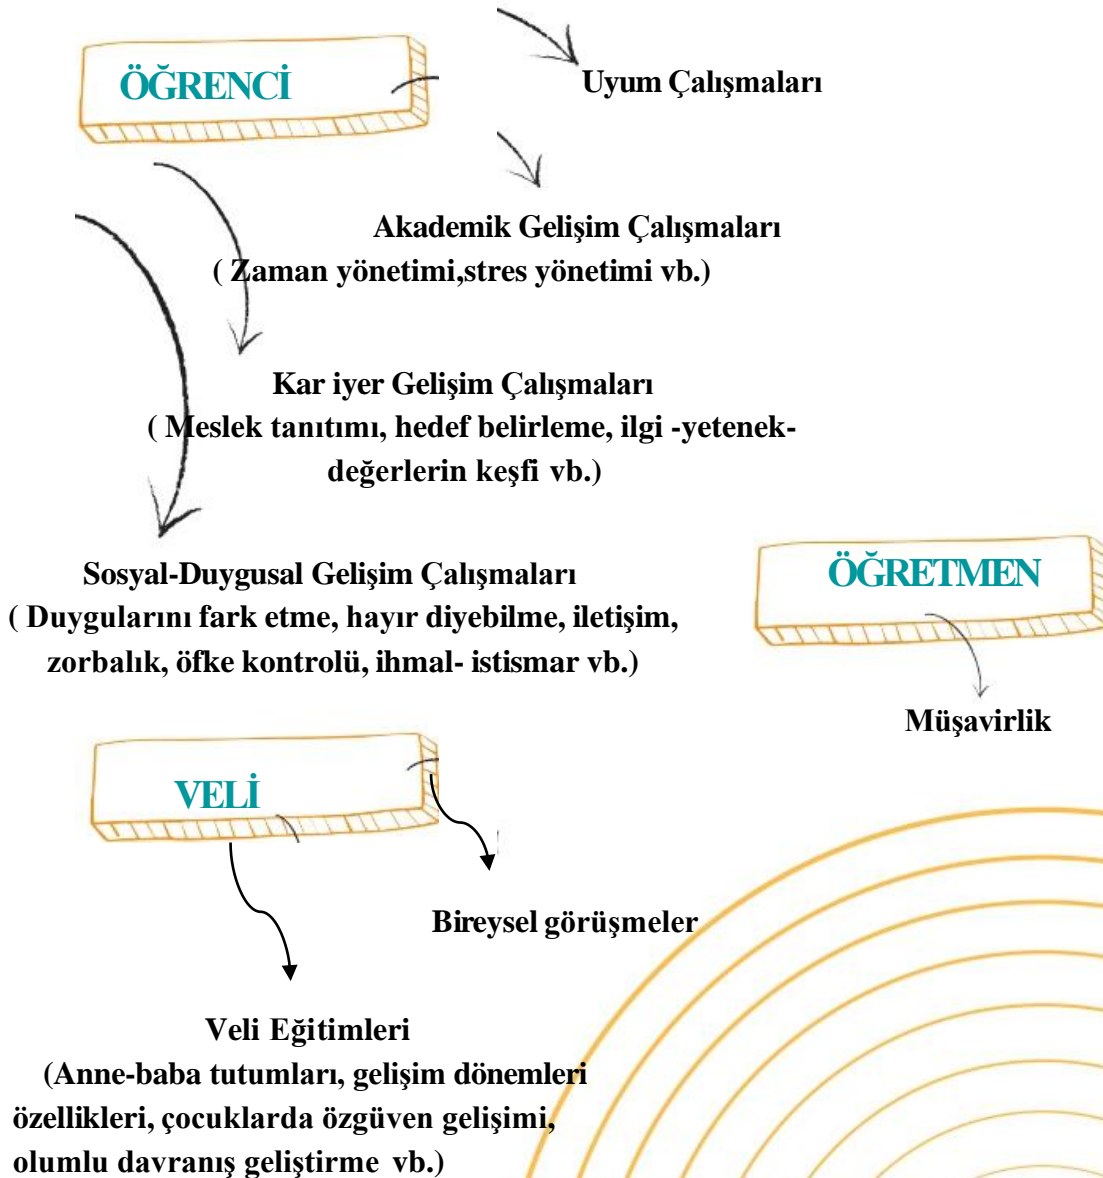 ÖĞRENCİ
Uyum Çalışmaları
Akademik Gelişim Çalışmaları
( Zaman yönetimi,stres yönetimi vb.)
Kar iyer Gelişim Çalışmaları
( Meslek tanıtımı, hedef belirleme, ilgi -yetenek-
değerlerin keşfi vb.)
Sosyal-Duygusal Gelişim Çalışmaları
( Duygularını fark etme, hayır diyebilme, iletişim,
zorbalık, öfke kontrolü, ihmal- istismar vb.)
ÖĞRETMEN
Müşavirlik
VELİ
Bireysel görüşmeler
Veli Eğitimleri
(Anne-baba tutumları, gelişim dönemleri
özellikleri, çocuklarda özgüven gelişimi,
olumlu davranış geliştirme vb.)